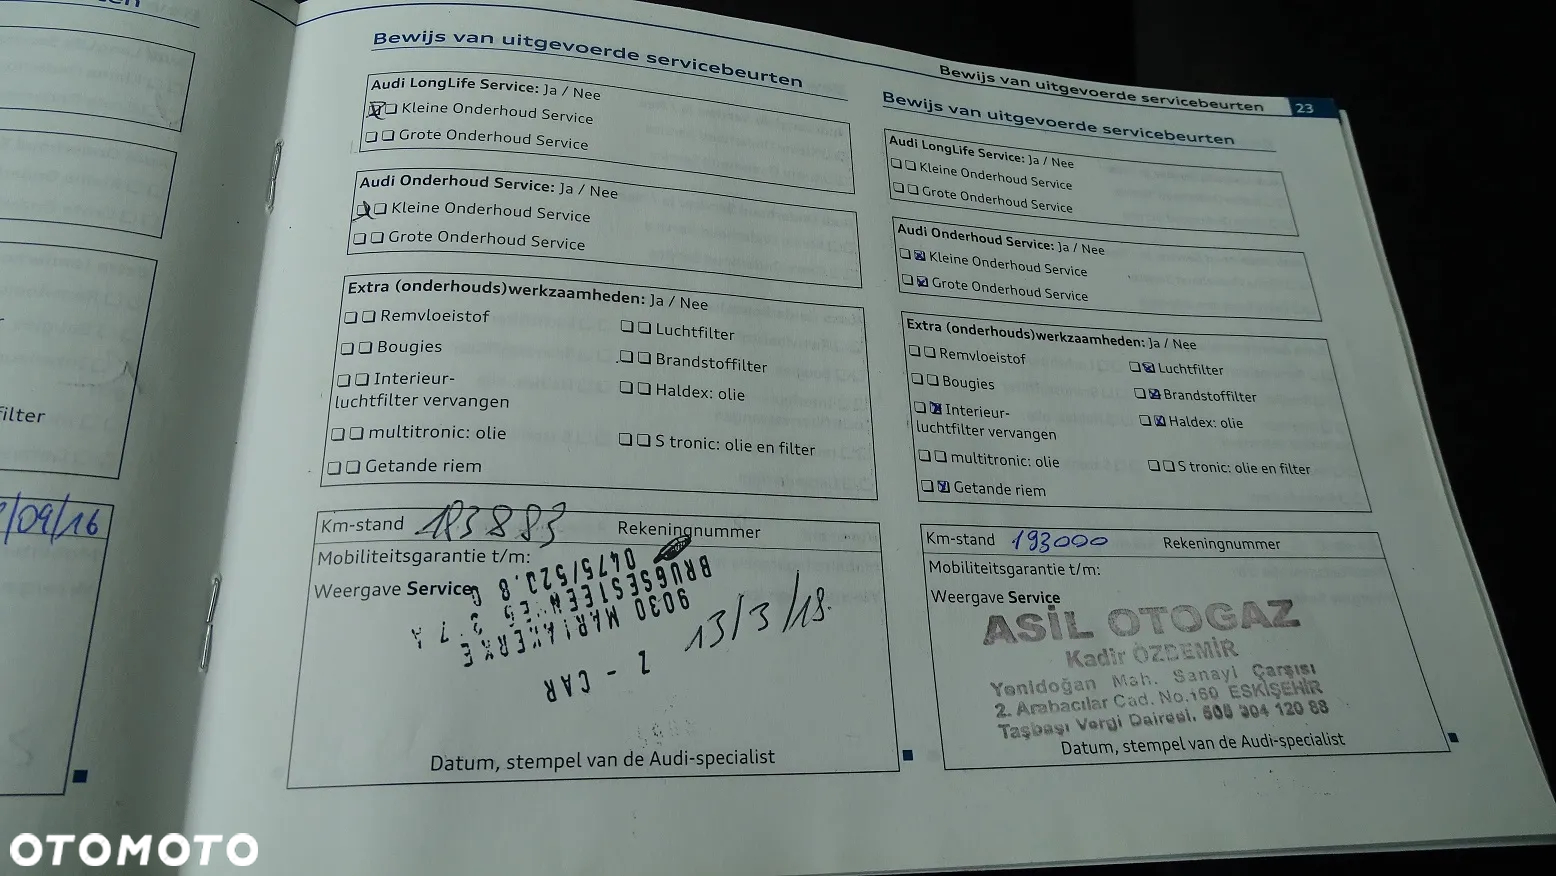 /09/16
filter
Bewijs van uitgevoerde servicebeurten
Audi LongLife Service: Ja / Nee
Kleine Onderhoud Service
Grote Onderhoud Service
Audi Onderhoud Service: Ja / Nee
Kleine Onderhoud Service
Grote Onderhoud Service
Extra (onderhouds)werkzaamheden: Ja / Nee
Remvloeistof
Luchtfilter
Bougies
Brandstoffilter
Interieur-
luchtfilter vervangen
Haldex: olie
multitronic: olie
S tronic: olie en filter
Getande riem
Km-stand 183883 Rekeningnummer
Mobiliteitsgarantie t/m:
Weergave Service
- CAR
9030 MARIAKERKE
13/3/18
Datum, stempel van de Audi-specialist
Bewijs van uitgevoerde servicebeurten 23
Bewijs van uitgevoerde servicebeurten
Audi LongLife Service: Ja / Nee
Kleine Onderhoud Service
Grote Onderhoud Service
Audi Onderhoud Service: Ja / Nee
Kleine Onderhoud Service
Grote Onderhoud Service
Extra (onderhouds)werkzaamheden: Ja / Nee
Remvloeistof
Luchtfilter
Bougies
Brandstoffilter
Interieur-
luchtfilter vervangen
Haldex: olie
multitronic: olie
S tronic: olie en filter
Getande riem
Km-stand 193000 Rekeningnummer
Mobiliteitsgarantie t/m:
Weergave Service
ASİL OTOGAZ
Kadir ÖZDEMİR
Yenidoğan Mah. Sanayi Çarşısı
2. Arabacılar Cad. No.160 ESKİŞEHİR
Taşbaşı Vergi Dairesi. 304 120 88
Datum, stempel van de Audi-specialist
OTOMOTO